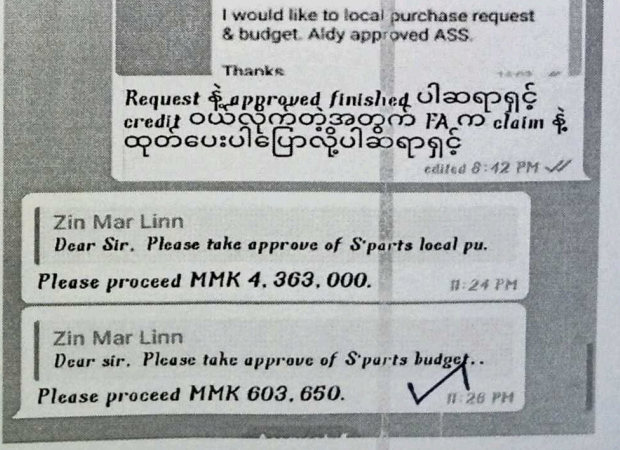 I would like to local purchase request
& budget. Aldy approved ASS.
Thanks
Request နဲ့ approved finished ပါဆရာရှင့်
credit ဝယ်လိုက်တဲ့အတွက် FA က claim နဲ့
ထုတ်ပေးပါပြောလို့ပါဆရာရှင့်
edited 8:42 PM
Zin Mar Linn
Dear Sir. Please take approve of S'parts local pu.
Please proceed MMK 4,363,000.
11:24 PM
Zin Mar Linn
Dear sir. Please take approve of S'parts budget..
Please proceed MMK 603,650.
11:26 PM